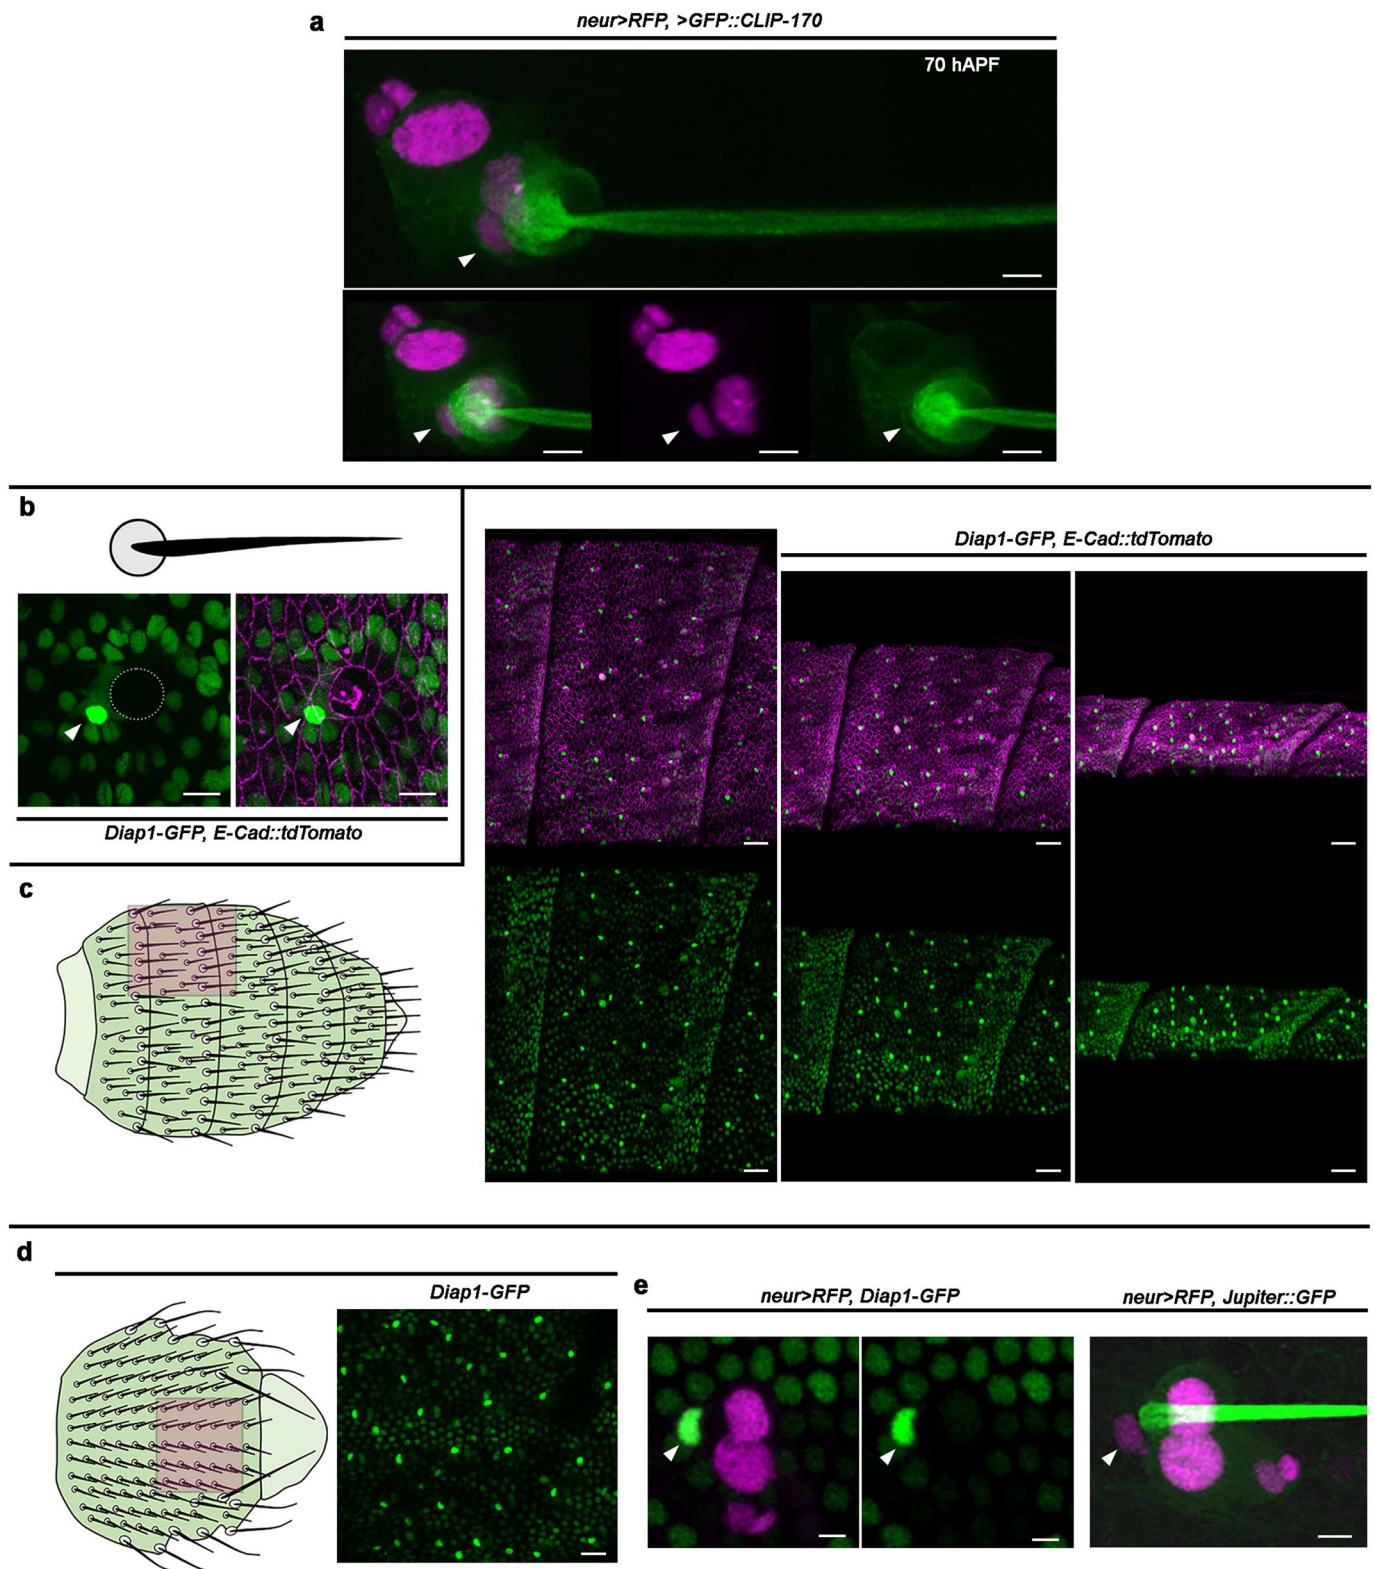 a
neur>RFP, >GFP::CLIP-170
70 hAPF
b
Diap1-GFP, E-Cad::tdTomato
Diap1-GFP, E-Cad::tdTomato
c
d
Diap1-GFP
e
neur>RFP, Diap1-GFP
neur>RFP, Jupiter::GFP